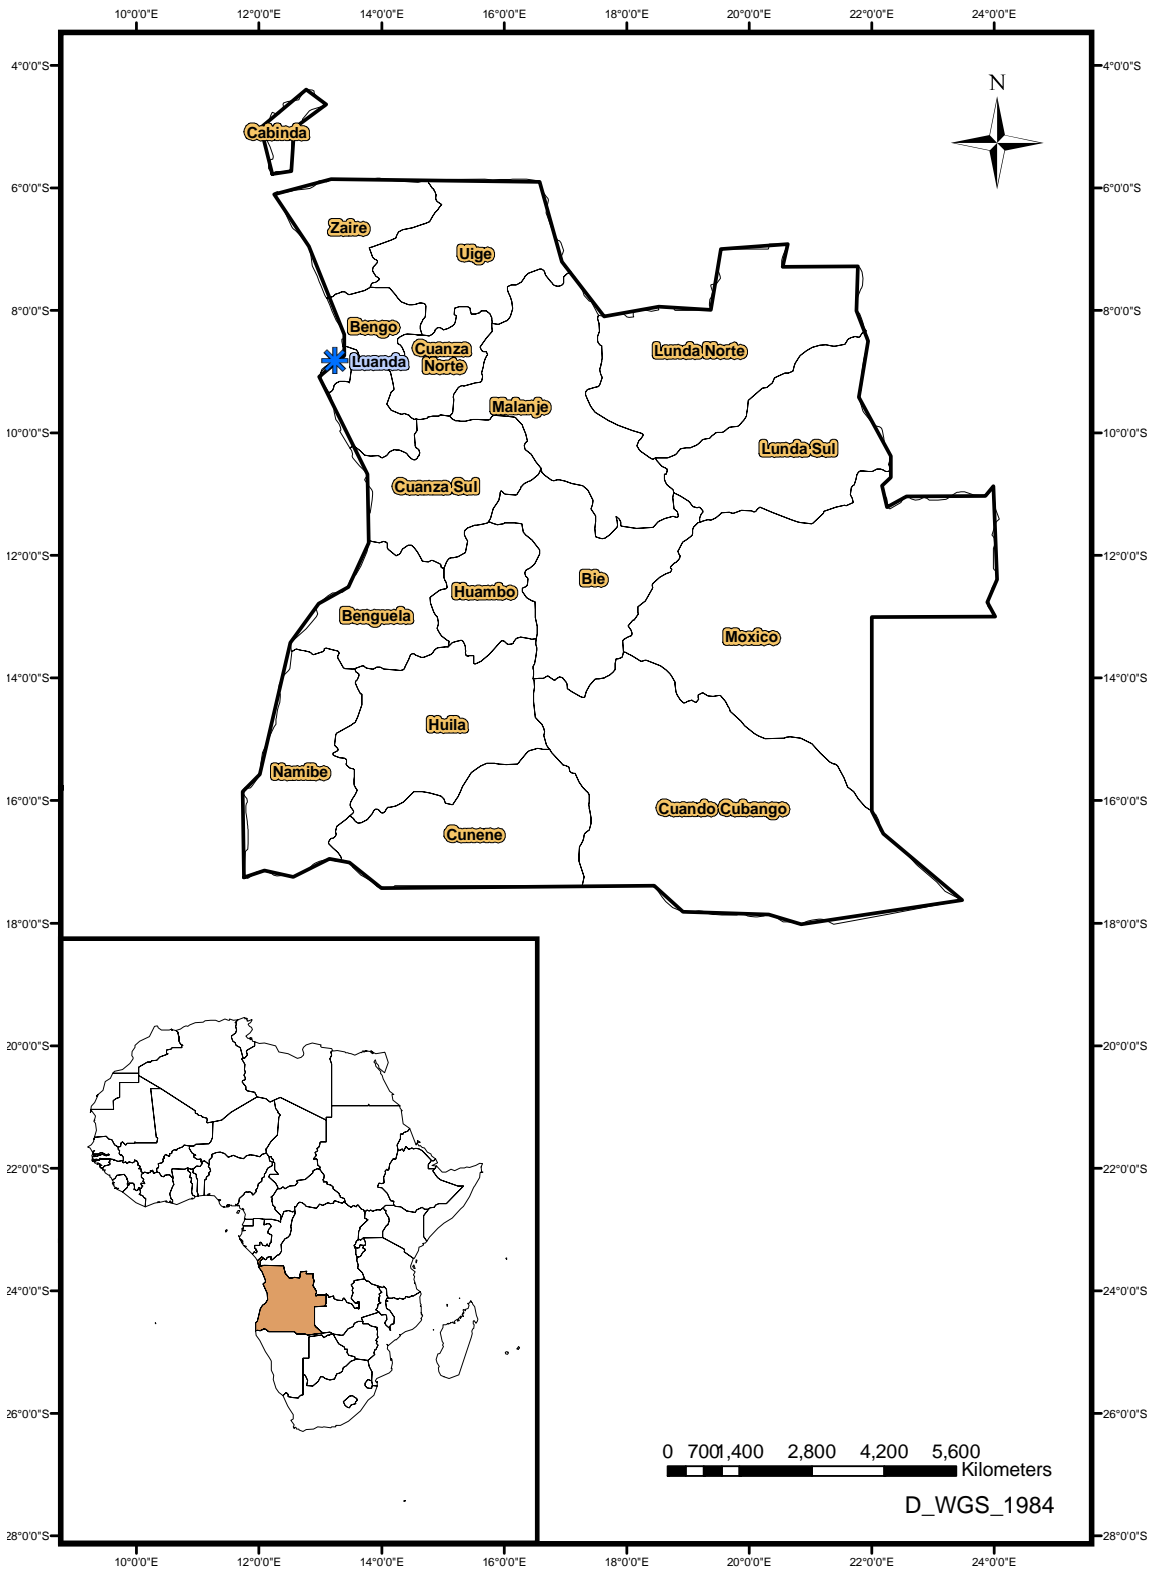 10°0'0"E 12°0'0"E 14°0'0"E 16°0'0"E 18°0'0"E 20°0'0"E 22°0'0"E 24°0'0"E
4°0'0"S 4°0'0"S
N
Cabinda
6°0'0"S 6°0'0"S
Zaire
Uige
8°0'0"S 8°0'0"S
Bengo
Cuanza
Norte
Lunda Norte
Luanda
Malanje
10°0'0"S 10°0'0"S
Lunda Sul
Cuanza Sul
12°0'0"S 12°0'0"S
Bie
Huambo
Benguela
Moxico
14°0'0"S 14°0'0"S
Huila
Namibe
16°0'0"S 16°0'0"S
Cuando Cubango
Cunene
18°0'0"S 18°0'0"S
20°0'0"S 20°0'0"S
22°0'0"S 22°0'0"S
24°0'0"S 24°0'0"S
26°0'0"S 26°0'0"S
0 700 1,400 2,800 4,200 5,600
Kilometers
D_WGS_1984
28°0'0"S 28°0'0"S
10°0'0"E 12°0'0"E 14°0'0"E 16°0'0"E 18°0'0"E 20°0'0"E 22°0'0"E 24°0'0"E